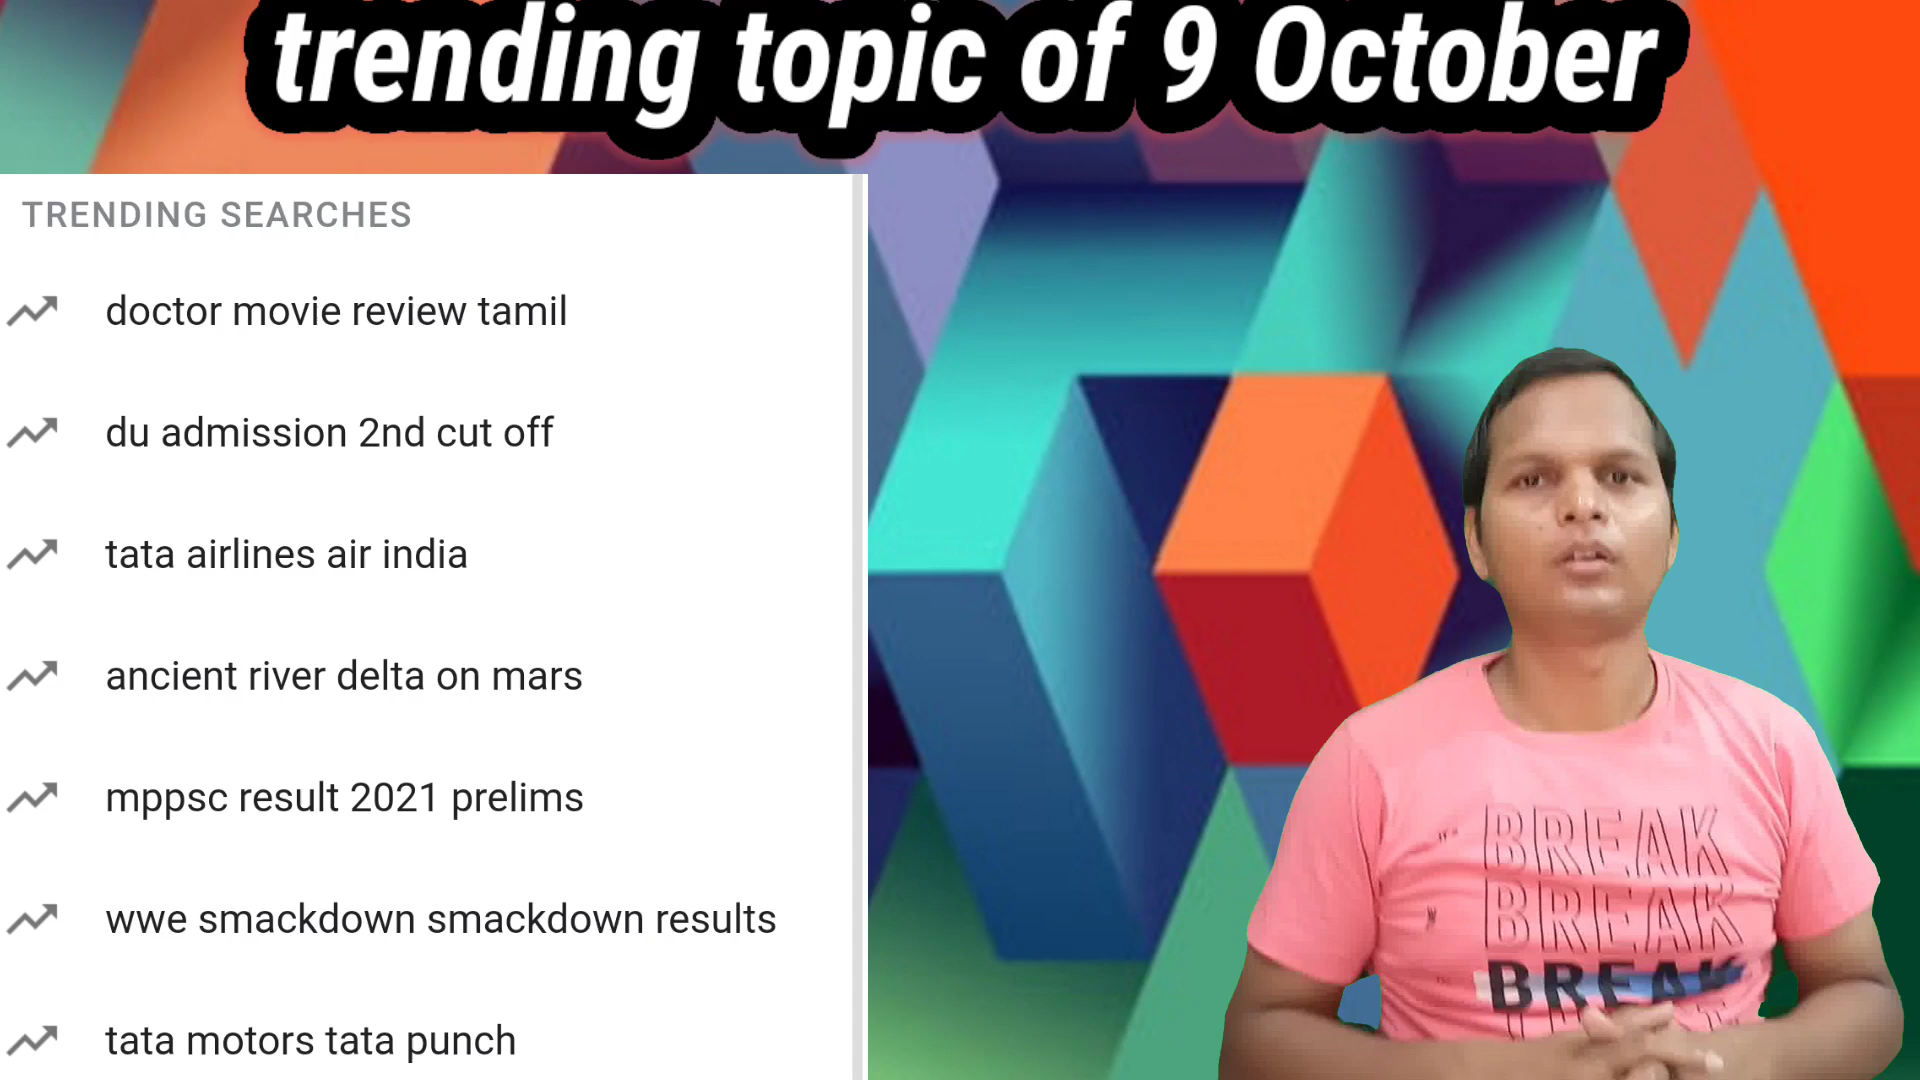 trending topic of 9 October
TRENDING SEARCHES
doctor movie review tamil
du admission 2nd cut off
tata airlines air india
ancient river delta on mars
mppsc result 2021 prelims
wwe smackdown smackdown results
tata motors tata punch
BREAK
BREAK
BREAK